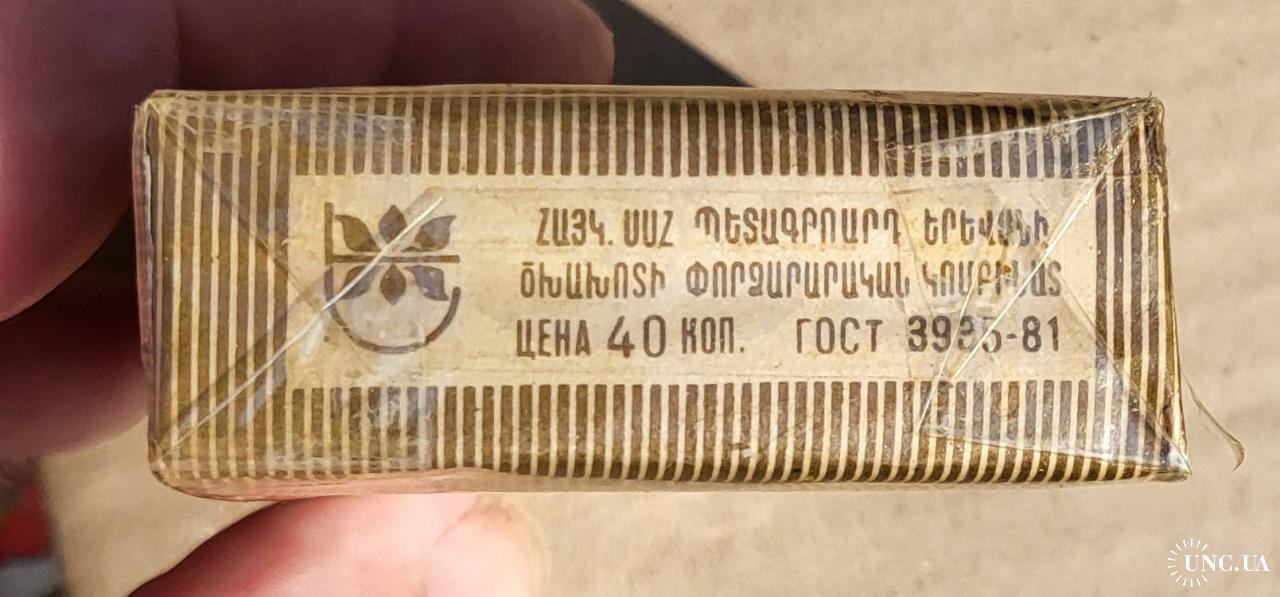 ՀԱՅԿ. ՍՍՀ ՊԵՏԱԳՐՈԱՐԴ ԵՐԵՎԱՆԻ
ԾԽԱԽՈՏԻ ՓՈՐՁԱՐԱՐԱԿԱՆ ԿՈՄԲԻՆԱՏ
ЦЕНА 40 КОП. ГОСТ 3935-81
UNC.UA